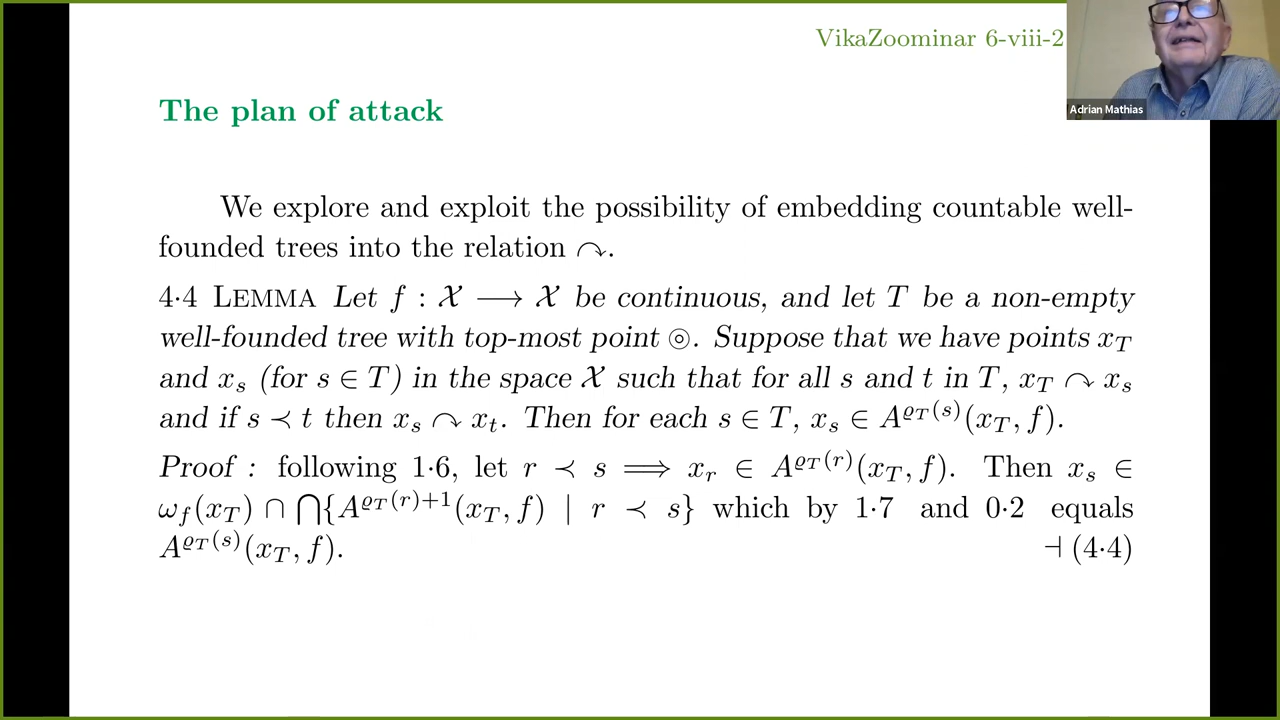 VikaZoominar 6-viii-2
Adrian Mathias
The plan of attack
We explore and exploit the possibility of embedding countable well-
founded trees into the relation ↷.
4·4 LEMMA Let f : 𝒳 ⟶ 𝒳 be continuous, and let T be a non-empty
well-founded tree with top-most point ⊚. Suppose that we have points x_T
and x_s (for s ∈ T) in the space 𝒳 such that for all s and t in T, x_T ↷ x_s
and if s ≺ t then x_s ↷ x_t. Then for each s ∈ T, x_s ∈ A^{ϱ_T(s)}(x_T, f).
Proof : following 1·6, let r ≺ s ⟹ x_r ∈ A^{ϱ_T(r)}(x_T, f). Then x_s ∈
ω_f(x_T) ∩ ⋂{A^{ϱ_T(r)+1}(x_T, f) | r ≺ s} which by 1·7 and 0·2 equals
A^{ϱ_T(s)}(x_T, f). ⊣ (4·4)